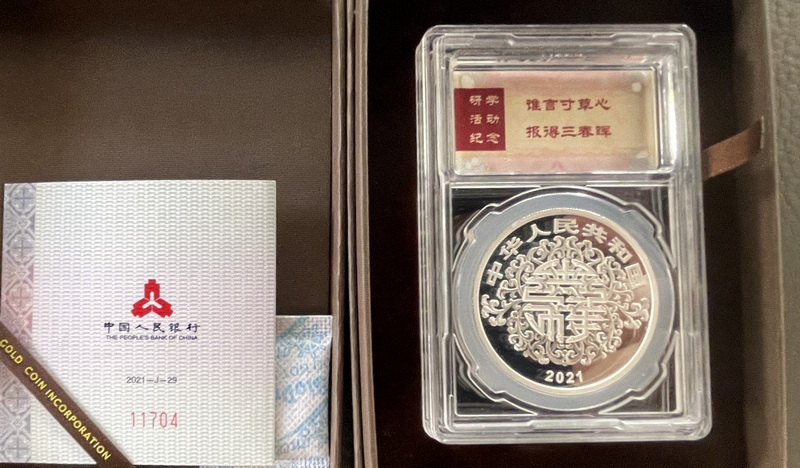 中国人民银行
THE PEOPLE'S BANK OF CHINA
2021-J-29
11704
GOLD COIN INCORPORATION
研学
活动
纪念
谁言寸草心
报得三春晖
中华人民共和国
2021